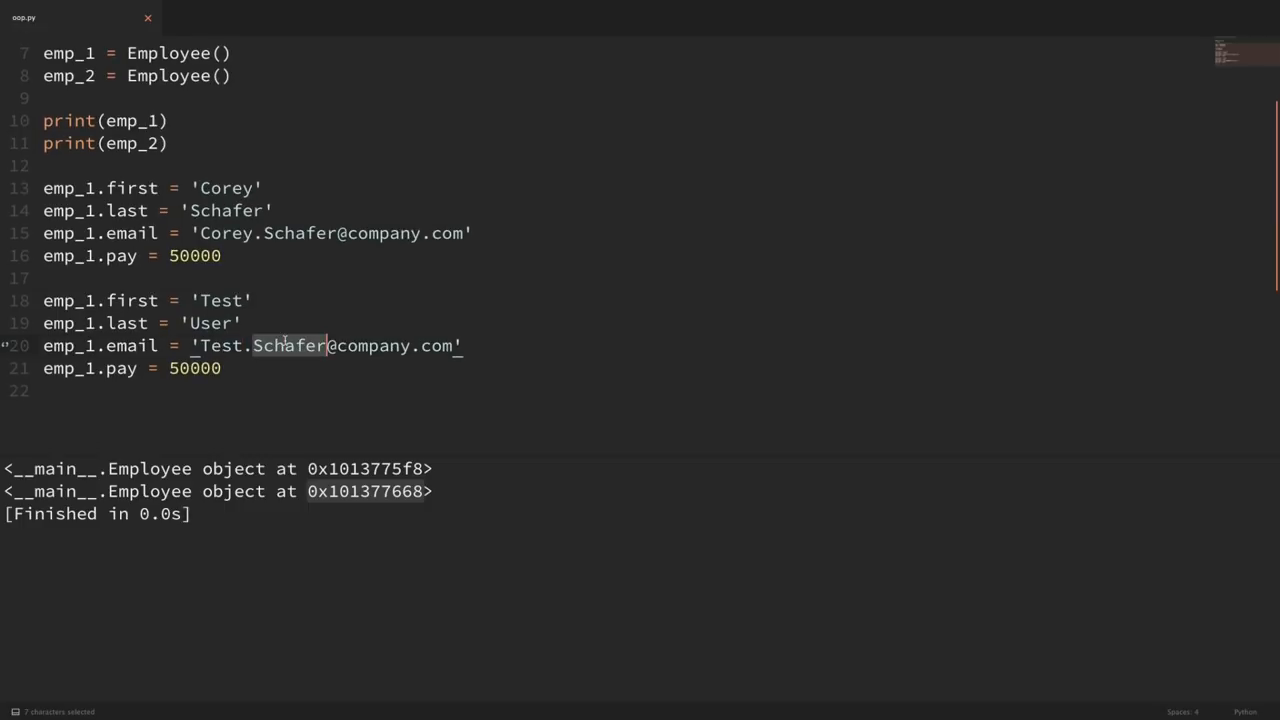 oop.py ×
7 emp_1 = Employee()
8 emp_2 = Employee()
9
10 print(emp_1)
11 print(emp_2)
12
13 emp_1.first = 'Corey'
14 emp_1.last = 'Schafer'
15 emp_1.email = 'Corey.Schafer@company.com'
16 emp_1.pay = 50000
17
18 emp_1.first = 'Test'
19 emp_1.last = 'User'
20 emp_1.email = 'Test.Schafer@company.com'
21 emp_1.pay = 50000
22
<__main__.Employee object at 0x1013775f8>
<__main__.Employee object at 0x101377668>
[Finished in 0.0s]
7 characters selected Spaces: 4 Python